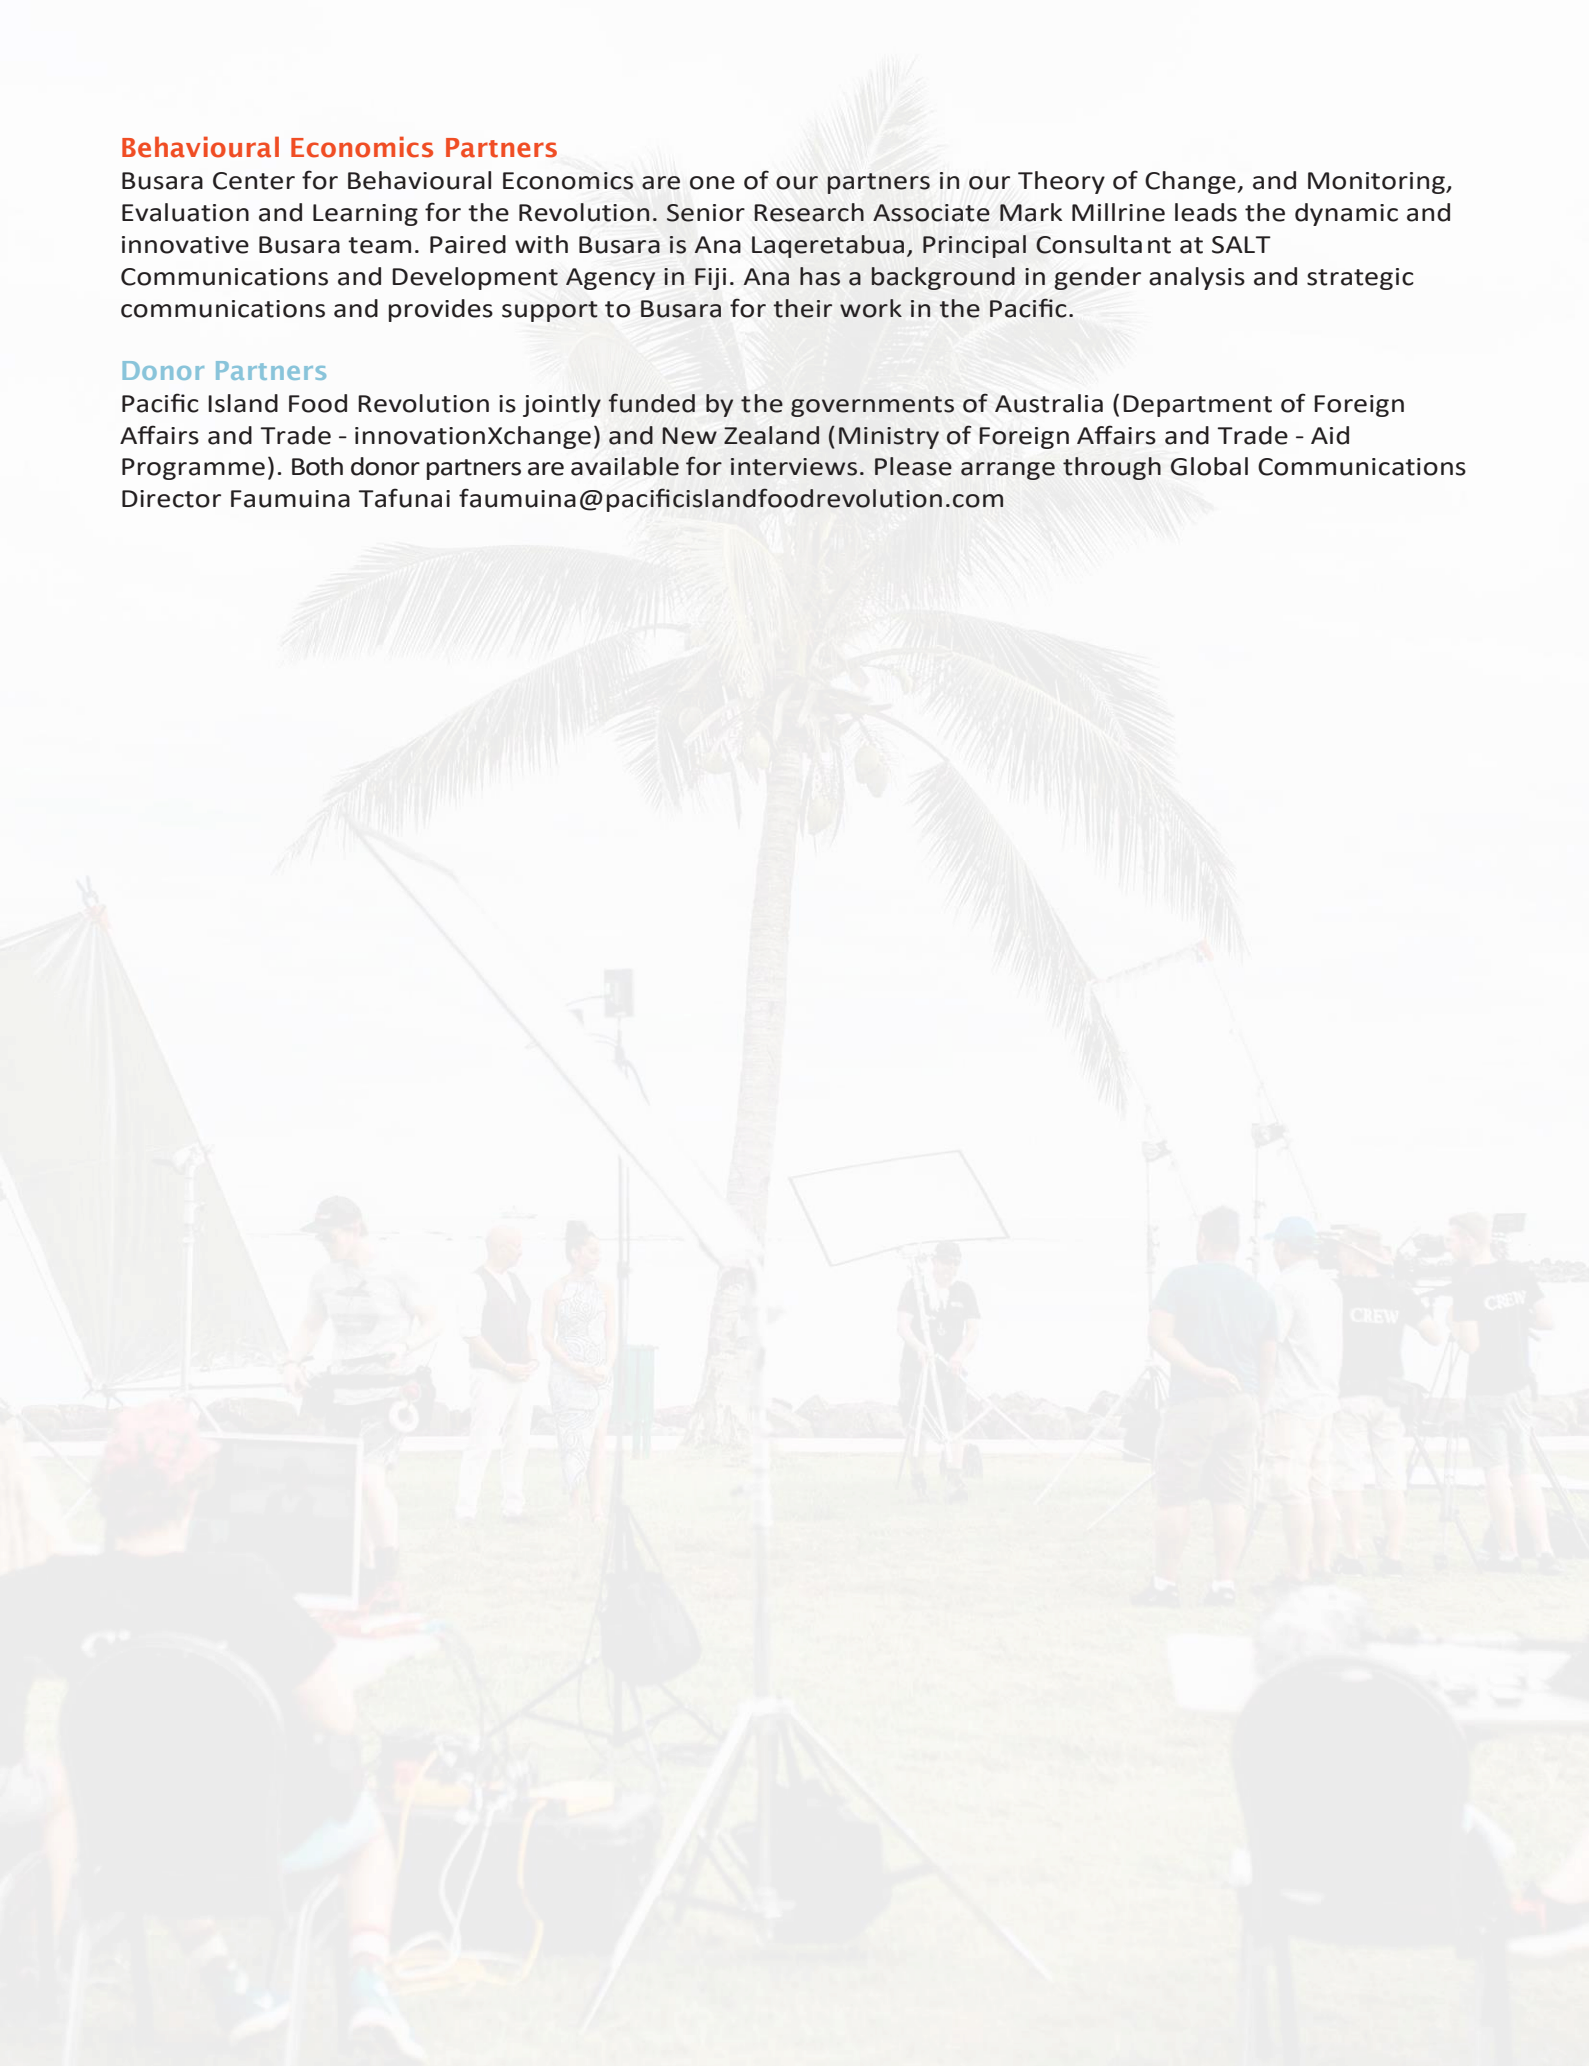 Behavioural Economics Partners
Busara Center for Behavioural Economics are one of our partners in our Theory of Change, and Monitoring,
Evaluation and Learning for the Revolution. Senior Research Associate Mark Millrine leads the dynamic and
innovative Busara team. Paired with Busara is Ana Laqeretabua, Principal Consultant at SALT
Communications and Development Agency in Fiji. Ana has a background in gender analysis and strategic
communications and provides support to Busara for their work in the Pacific.
Donor Partners
Pacific Island Food Revolution is jointly funded by the governments of Australia (Department of Foreign
Affairs and Trade - innovationXchange) and New Zealand (Ministry of Foreign Affairs and Trade - Aid
Programme). Both donor partners are available for interviews. Please arrange through Global Communications
Director Faumuina Tafunai faumuina@pacificislandfoodrevolution.com
CREW
CREW